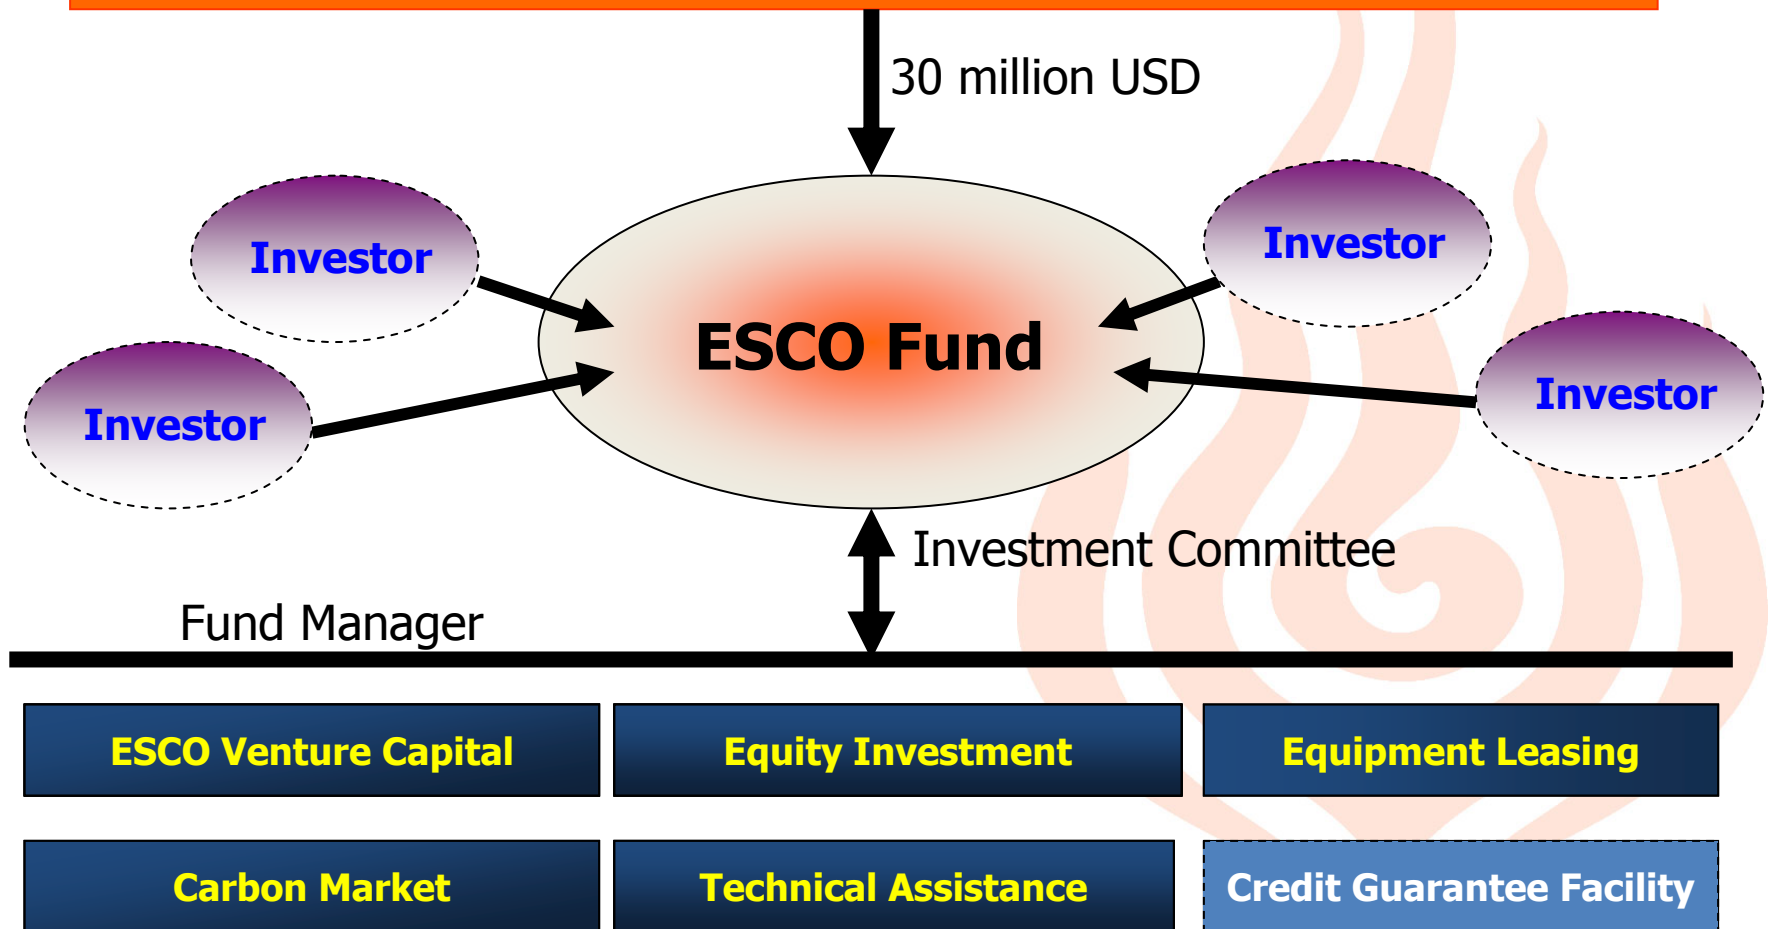 30 million USD
Investor
Investor
ESCO Fund
Investor
Investor
Investment Committee
Fund Manager
ESCO Venture Capital
Equity Investment
Equipment Leasing
Carbon Market
Technical Assistance
Credit Guarantee Facility